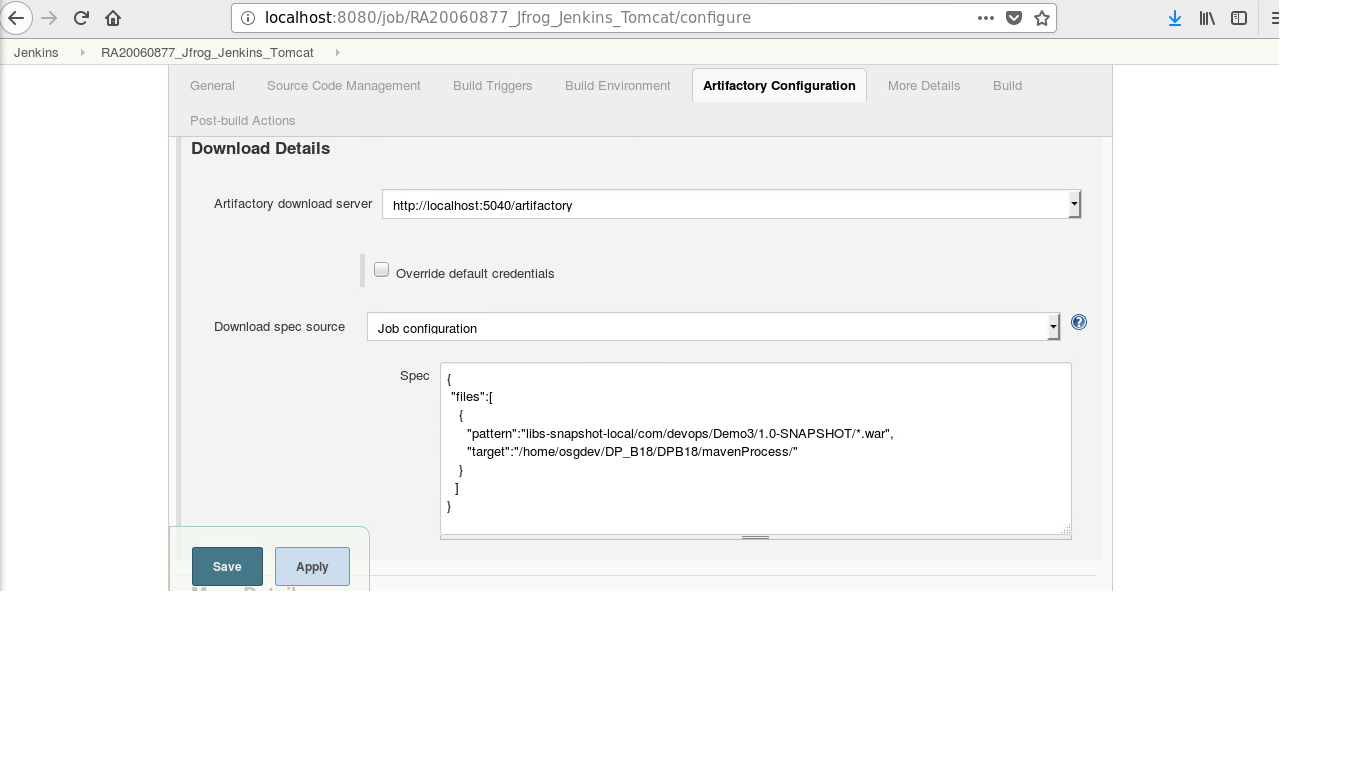 localhost:8080/job/RA20060877_Jfrog_Jenkins_Tomcat/configure
Jenkins RA20060877_Jfrog_Jenkins_Tomcat
General Source Code Management Build Triggers Build Environment Artifactory Configuration More Details Build
Post-build Actions
Download Details
Artifactory download server http://localhost:5040/artifactory
Override default credentials
Download spec source Job configuration
Spec
{
"files":[
{
"pattern":"libs-snapshot-local/com/devops/Demo3/1.0-SNAPSHOT/*.war",
"target":"/home/osgdev/DP_B18/DPB18/mavenProcess/"
}
]
}
Save Apply